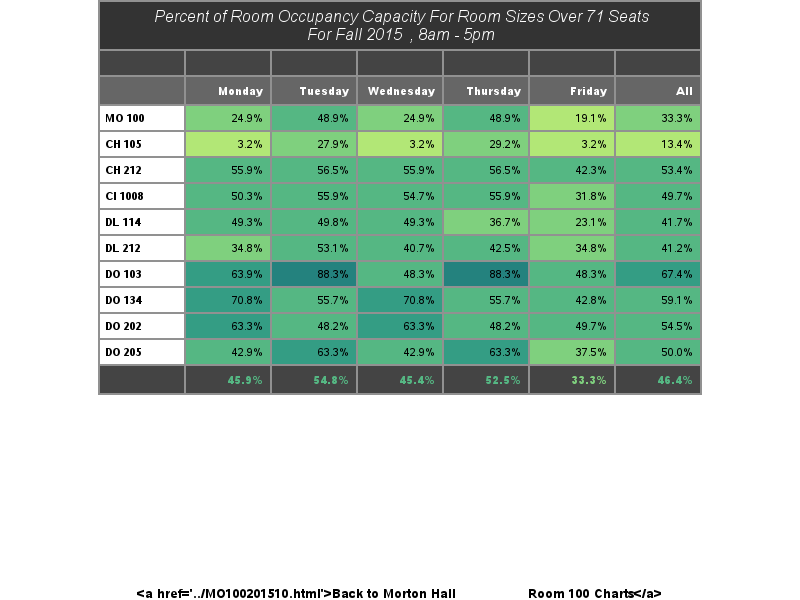 Percent of Room Occupancy Capacity For Room Sizes Over 71 Seats
For Fall 2015 , 8am - 5pm
Monday Tuesday Wednesday Thursday Friday All
MO 100 24.9% 48.9% 24.9% 48.9% 19.1% 33.3%
CH 105 3.2% 27.9% 3.2% 29.2% 3.2% 13.4%
CH 212 55.9% 56.5% 55.9% 56.5% 42.3% 53.4%
CI 1008 50.3% 55.9% 54.7% 55.9% 31.8% 49.7%
DL 114 49.3% 49.8% 49.3% 36.7% 23.1% 41.7%
DL 212 34.8% 53.1% 40.7% 42.5% 34.8% 41.2%
DO 103 63.9% 88.3% 48.3% 88.3% 48.3% 67.4%
DO 134 70.8% 55.7% 70.8% 55.7% 42.8% 59.1%
DO 202 63.3% 48.2% 63.3% 48.2% 49.7% 54.5%
DO 205 42.9% 63.3% 42.9% 63.3% 37.5% 50.0%
45.9% 54.8% 45.4% 52.5% 33.3% 46.4%
<a href='../MO100201510.html'>Back to Morton Hall Room 100 Charts</a>